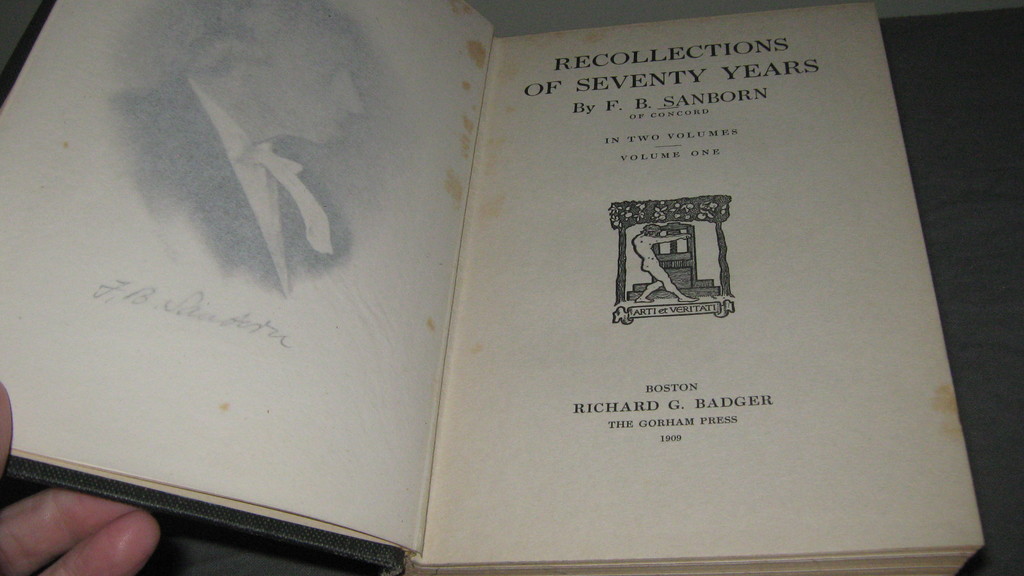 F. B. Sanborn
RECOLLECTIONS
OF SEVENTY YEARS
By F. B. SANBORN
OF CONCORD
IN TWO VOLUMES
VOLUME ONE
ARTI et VERITATI
BOSTON
RICHARD G. BADGER
THE GORHAM PRESS
1909